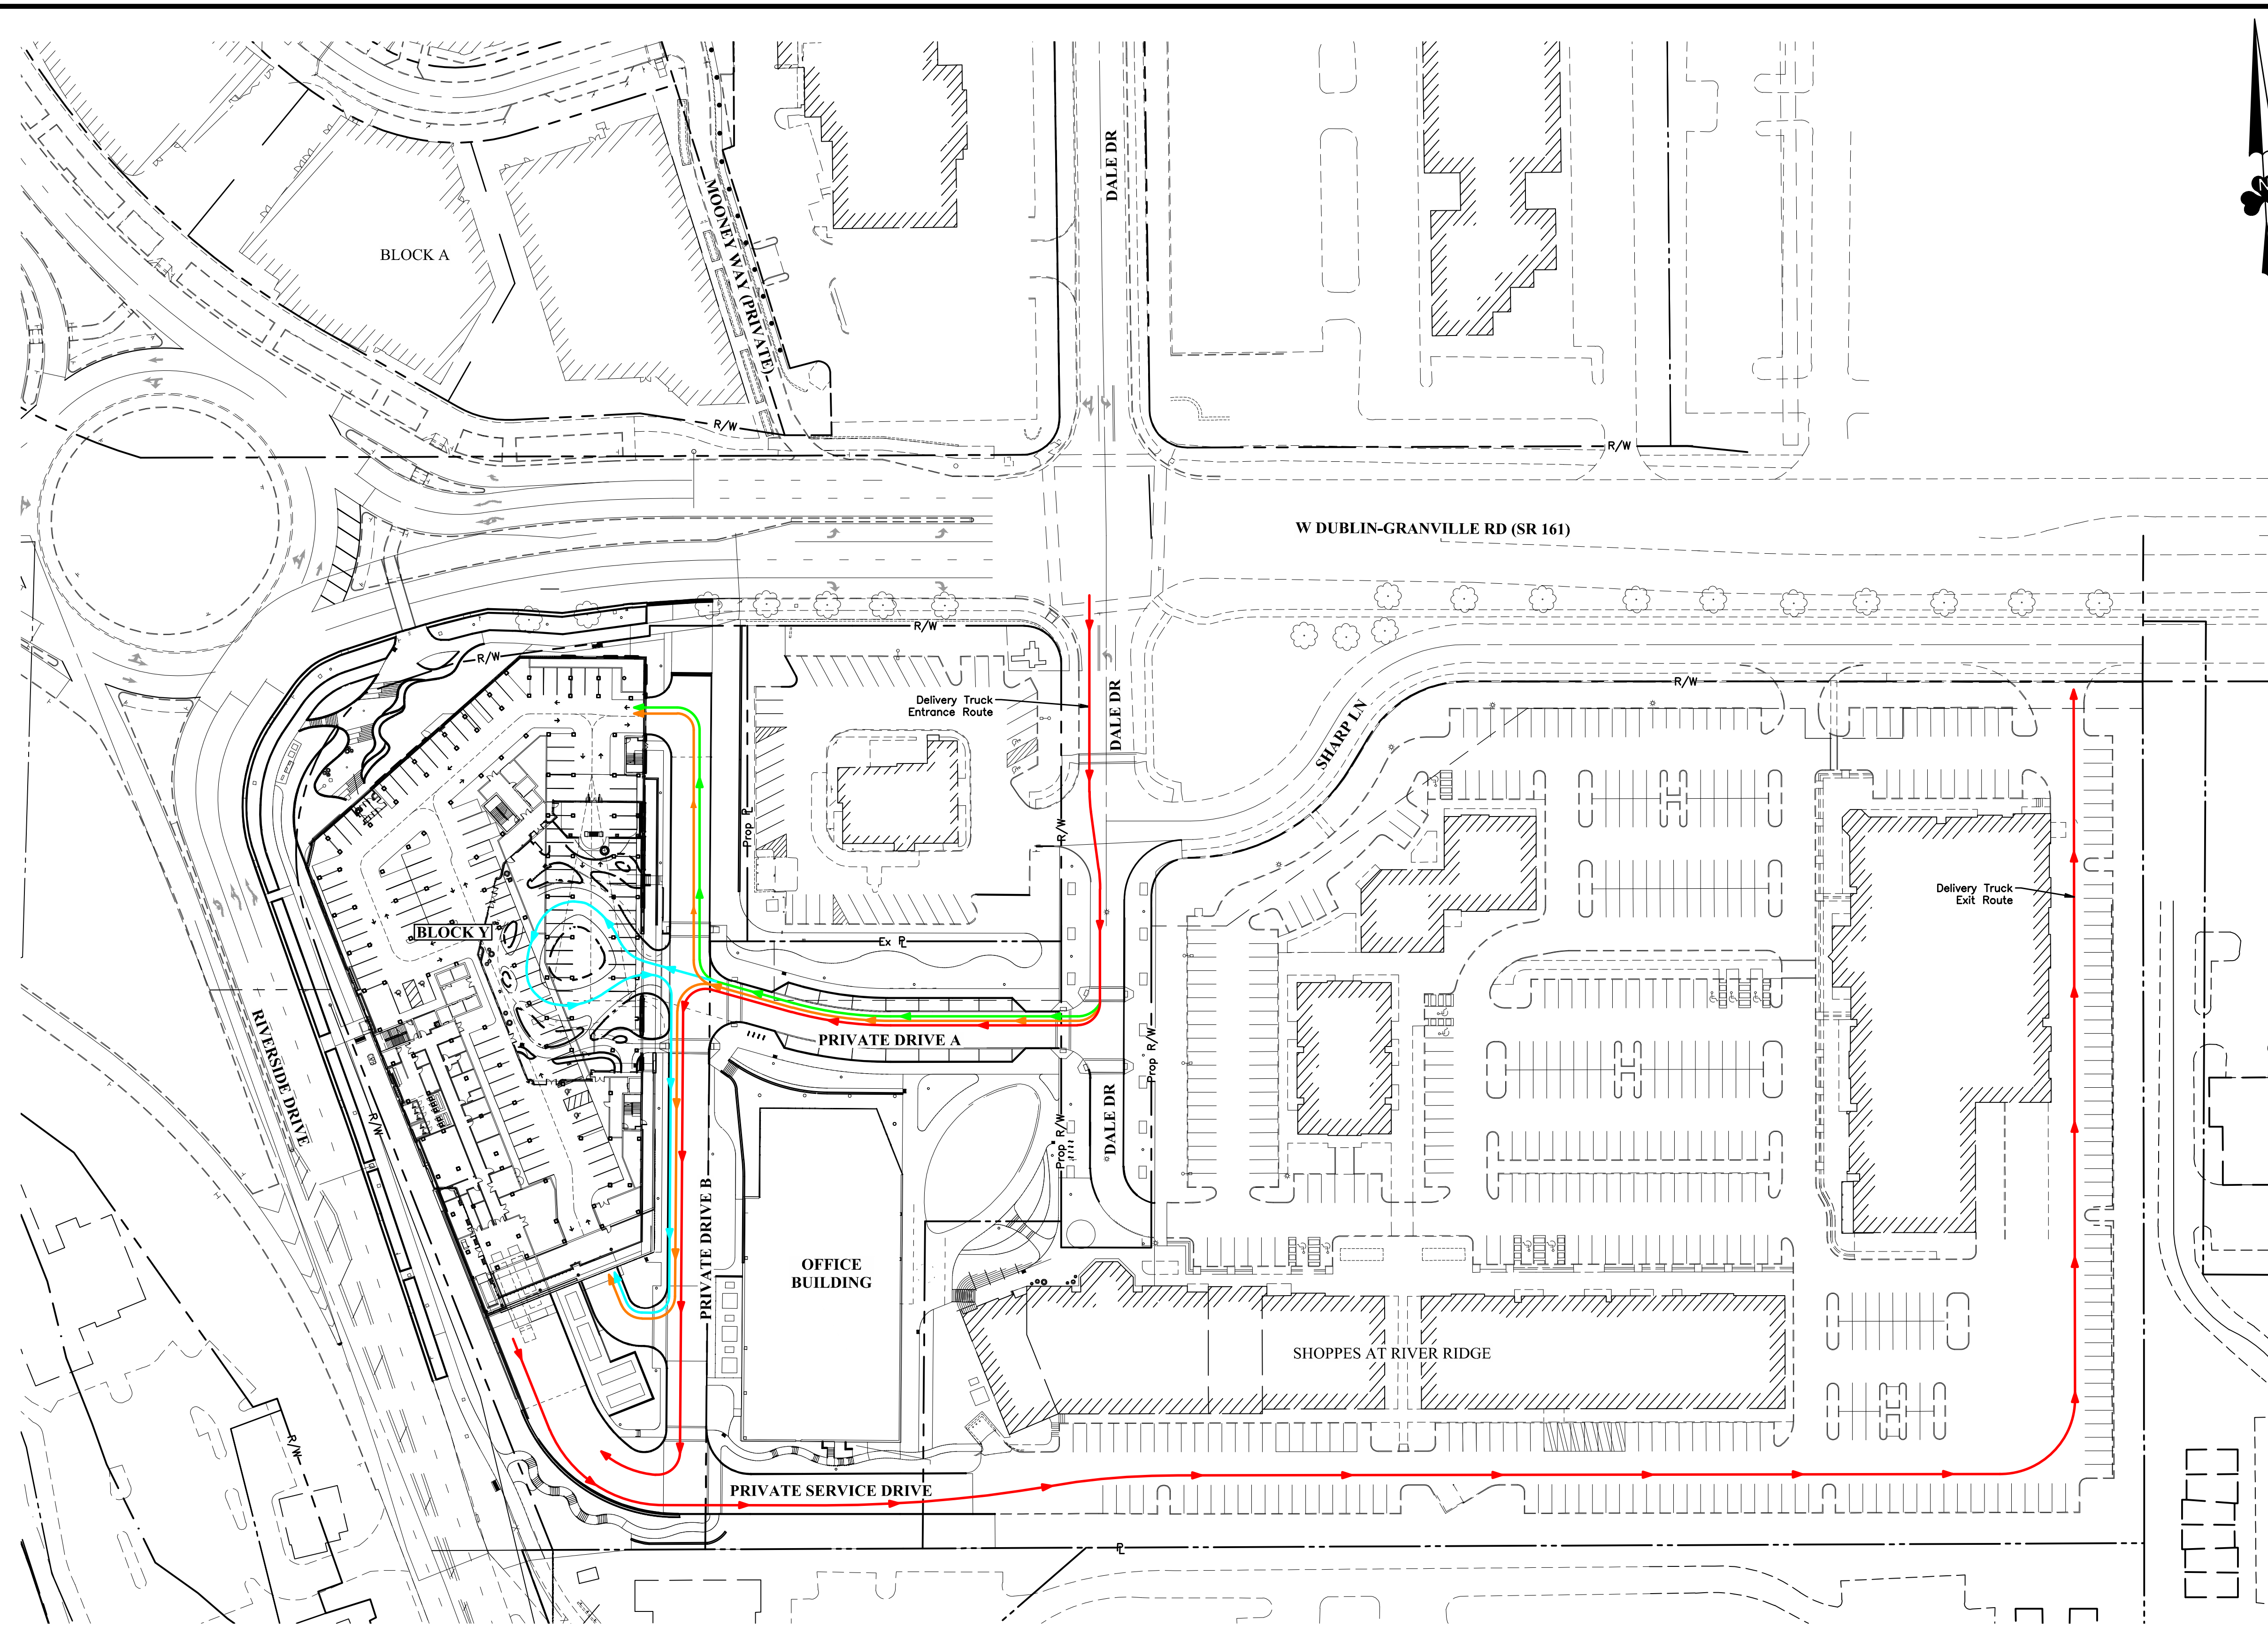 DALE DR
MOONEY WAY (PRIVATE)
BLOCK A
R/W
R/W
W DUBLIN-GRANVILLE RD (SR 161)
R/W
R/W
R/W
Delivery Truck
Entrance Route
DALE DR
SHARP LN
Prop PL
R/W
Delivery Truck
Exit Route
BLOCK Y
Ex PL
RIVERSIDE DRIVE
PRIVATE DRIVE A
Prop R/W
R/W
Prop R/W
DALE DR
PRIVATE DRIVE B
OFFICE
BUILDING
SHOPPES AT RIVER RIDGE
R/W
PRIVATE SERVICE DRIVE
PL
N